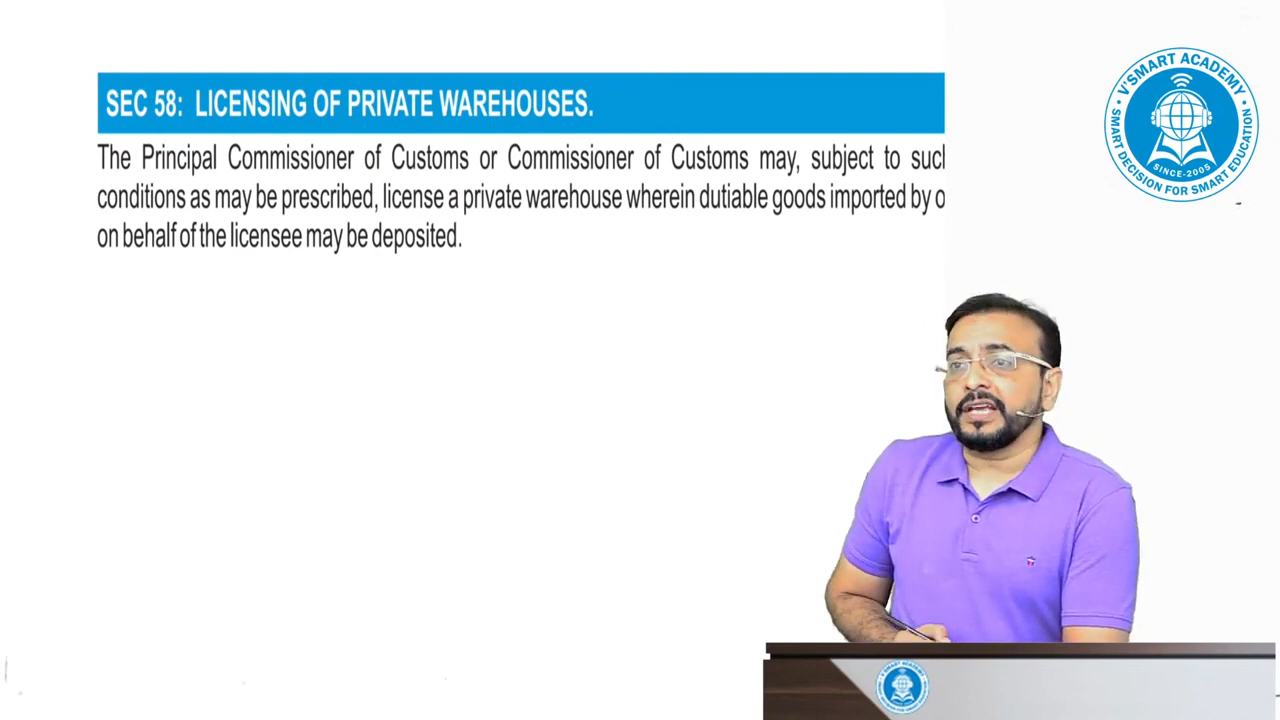 SEC 58: LICENSING OF PRIVATE WAREHOUSES.
The Principal Commissioner of Customs or Commissioner of Customs may, subject to
conditions as may be prescribed, license a private warehouse wherein dutiable goods imported by
on behalf of the licensee may be deposited.
V'SMART ACADEMY
SINCE-2005
SMART DECISION FOR SMART EDUCATION